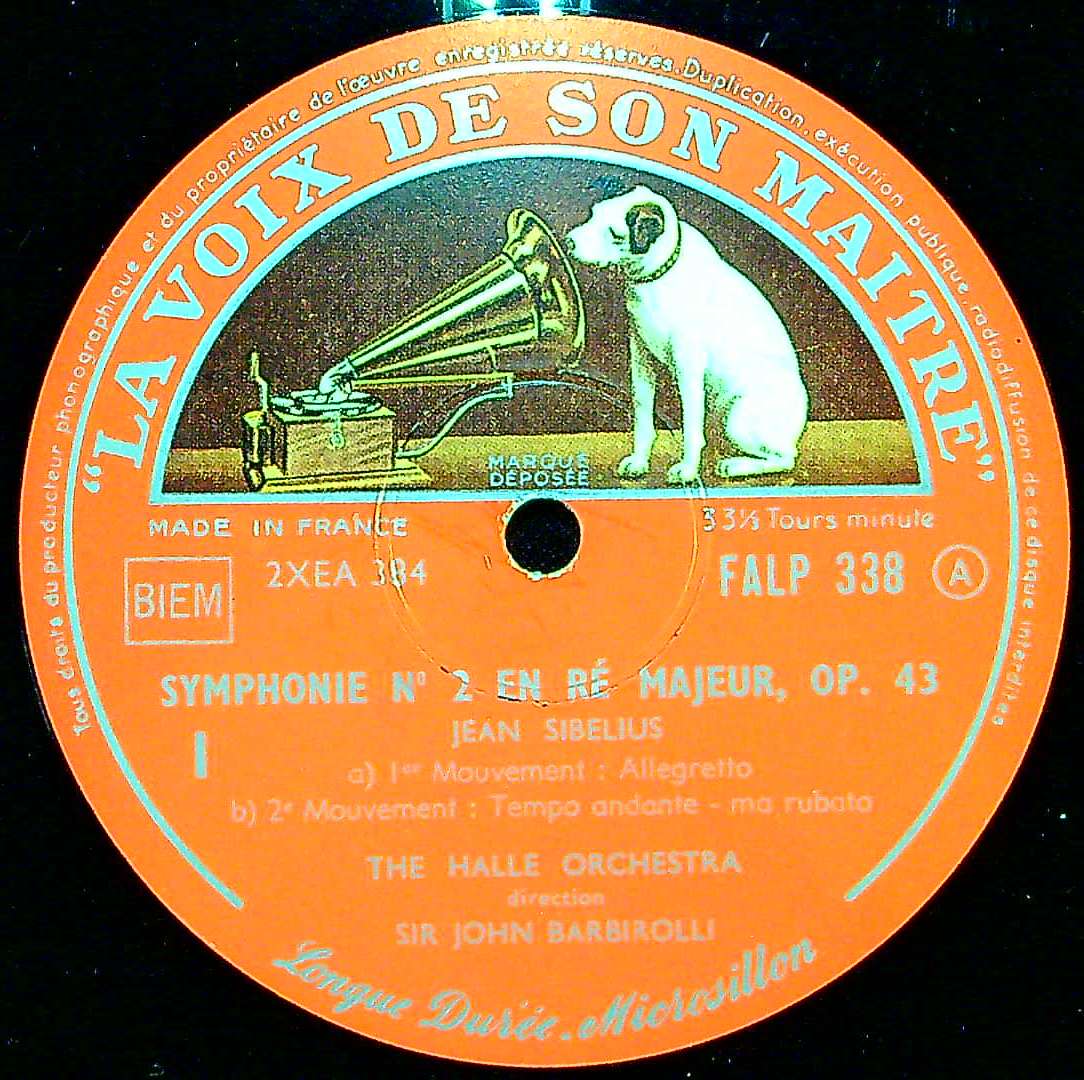 Tous droits du producteur phonographique et du propriétaire de l'œuvre enregistrée réservés. Duplication, exécution publique, radiodiffusion de ce disque interdites
“LA VOIX DE SON MAITRE”
MARQUE
DÉPOSÉE
MADE IN FRANCE
33⅓ Tours minute
BIEM
2XEA 384
FALP 338
A
SYMPHONIE Nº 2 EN RÉ MAJEUR, OP. 43
JEAN SIBELIUS
I
a) 1er Mouvement : Allegretto
b) 2e Mouvement : Tempo andante - ma rubato
THE HALLE ORCHESTRA
direction
SIR JOHN BARBIROLLI
Longue Durée - Microsillon